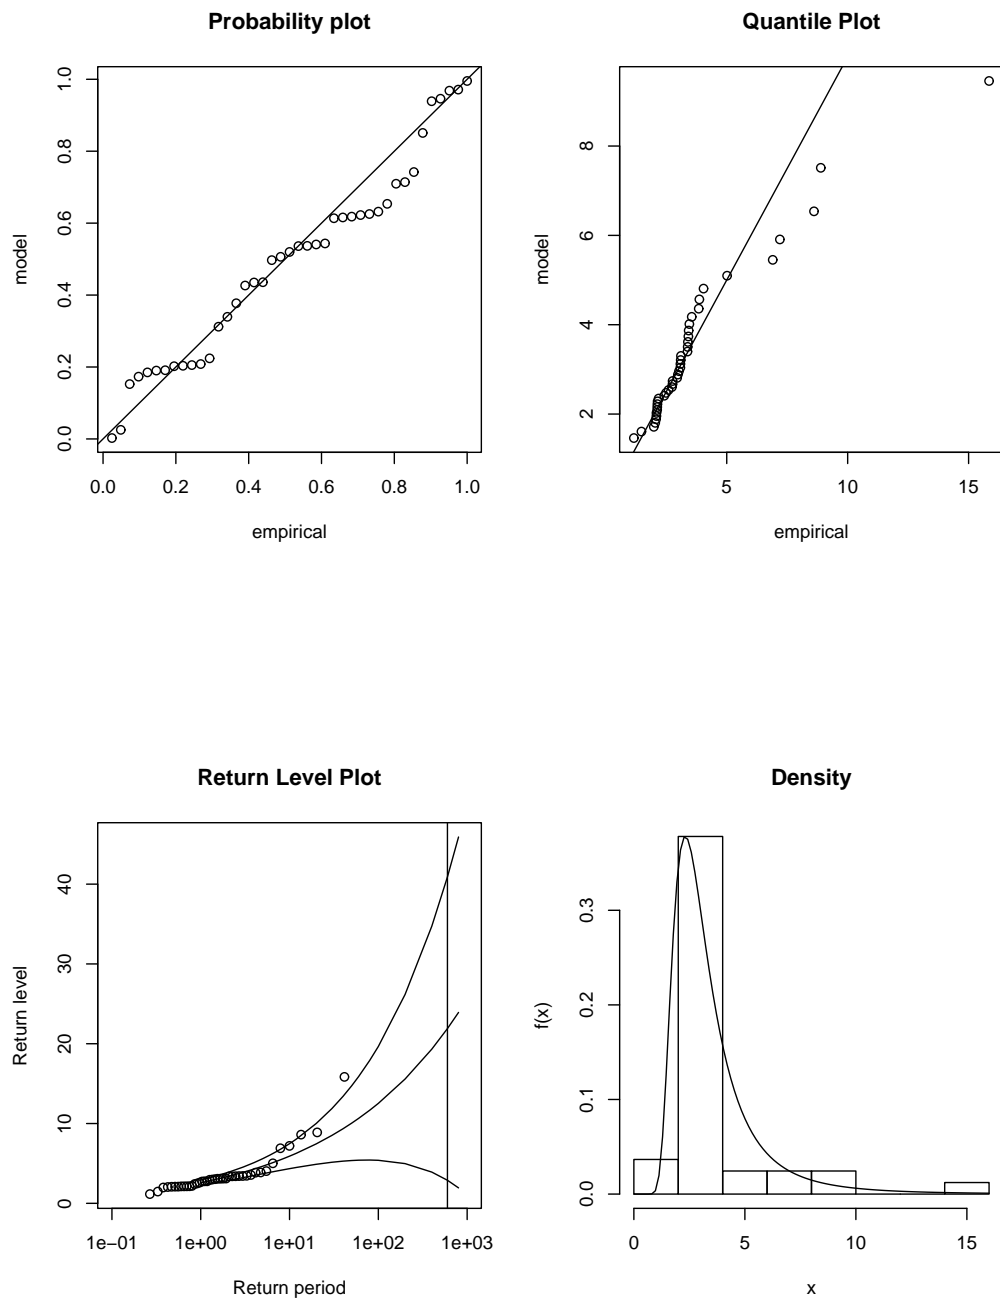 Probability plot
1.0
0.8
0.6
0.4
0.2
0.0
model
0.0 0.2 0.4 0.6 0.8 1.0
empirical
Quantile Plot
8
6
4
2
model
5 10 15
empirical
Return Level Plot
40
30
20
10
0
Return level
1e−01 1e+00 1e+01 1e+02 1e+03
Return period
Density
0.3
0.2
0.1
0.0
f(x)
0 5 10 15
x